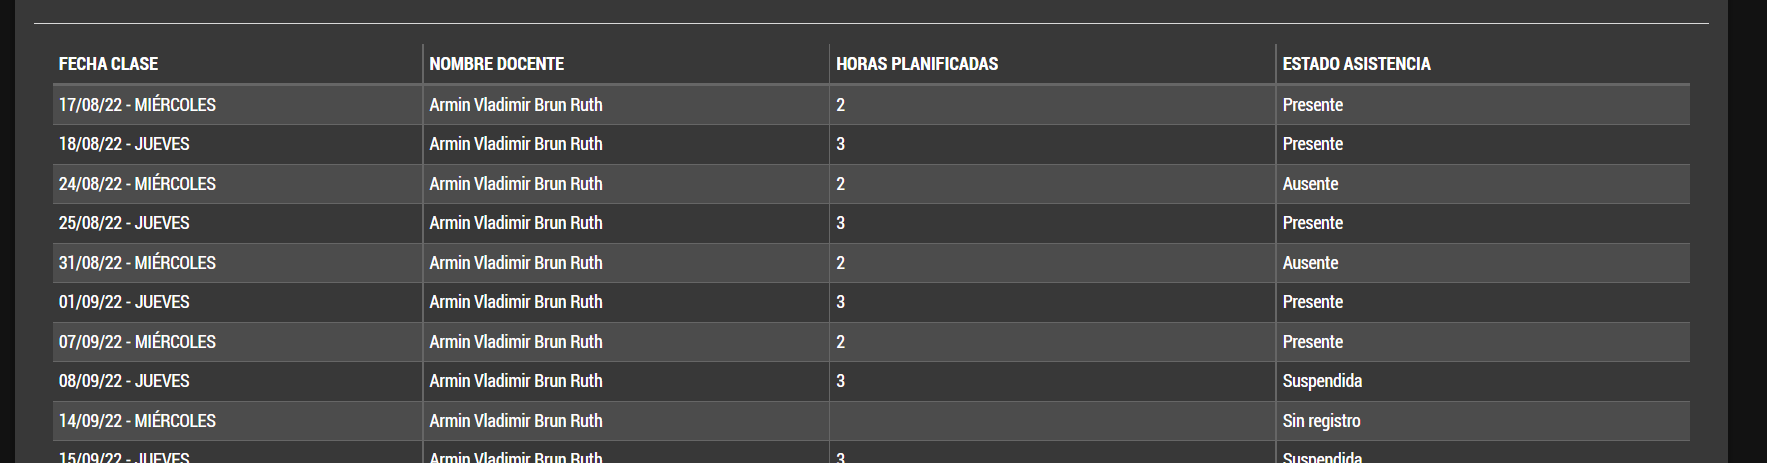 FECHA CLASE NOMBRE DOCENTE HORAS PLANIFICADAS ESTADO ASISTENCIA
17/08/22 - MIÉRCOLES Armin Vladimir Brun Ruth 2 Presente
18/08/22 - JUEVES Armin Vladimir Brun Ruth 3 Presente
24/08/22 - MIÉRCOLES Armin Vladimir Brun Ruth 2 Ausente
25/08/22 - JUEVES Armin Vladimir Brun Ruth 3 Presente
31/08/22 - MIÉRCOLES Armin Vladimir Brun Ruth 2 Ausente
01/09/22 - JUEVES Armin Vladimir Brun Ruth 3 Presente
07/09/22 - MIÉRCOLES Armin Vladimir Brun Ruth 2 Presente
08/09/22 - JUEVES Armin Vladimir Brun Ruth 3 Suspendida
14/09/22 - MIÉRCOLES Armin Vladimir Brun Ruth Sin registro
15/09/22 - JUEVES Armin Vladimir Brun Ruth 3 Suspendida